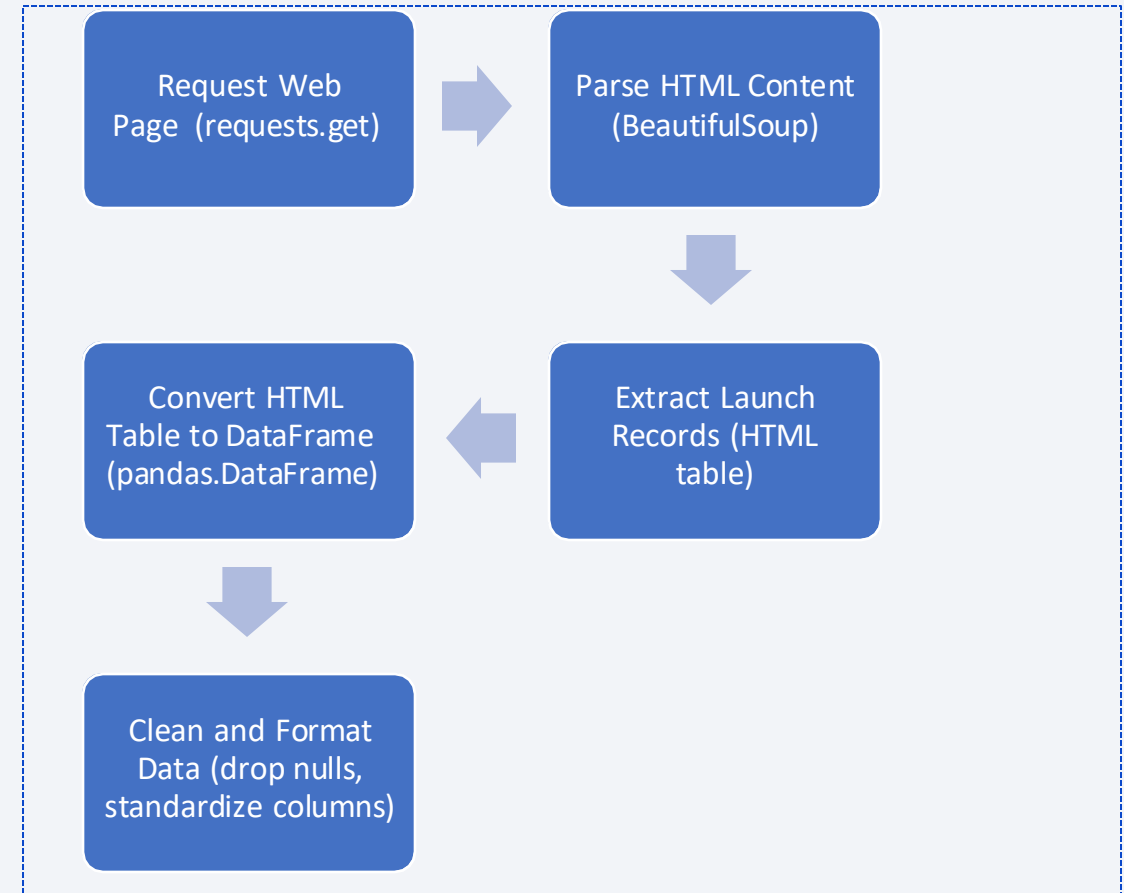 Request Web
Page (requests.get)
Parse HTML Content
(BeautifulSoup)
Extract Launch
Records (HTML
table)
Convert HTML
Table to DataFrame
(pandas.DataFrame)
Clean and Format
Data (drop nulls,
standardize columns)